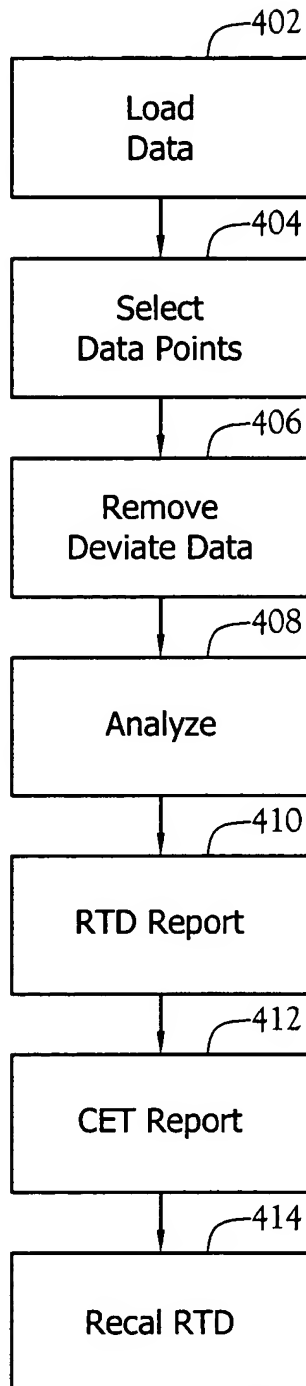 402
Load
Data
404
Select
Data Points
406
Remove
Deviate Data
408
Analyze
410
RTD Report
412
CET Report
414
Recal RTD